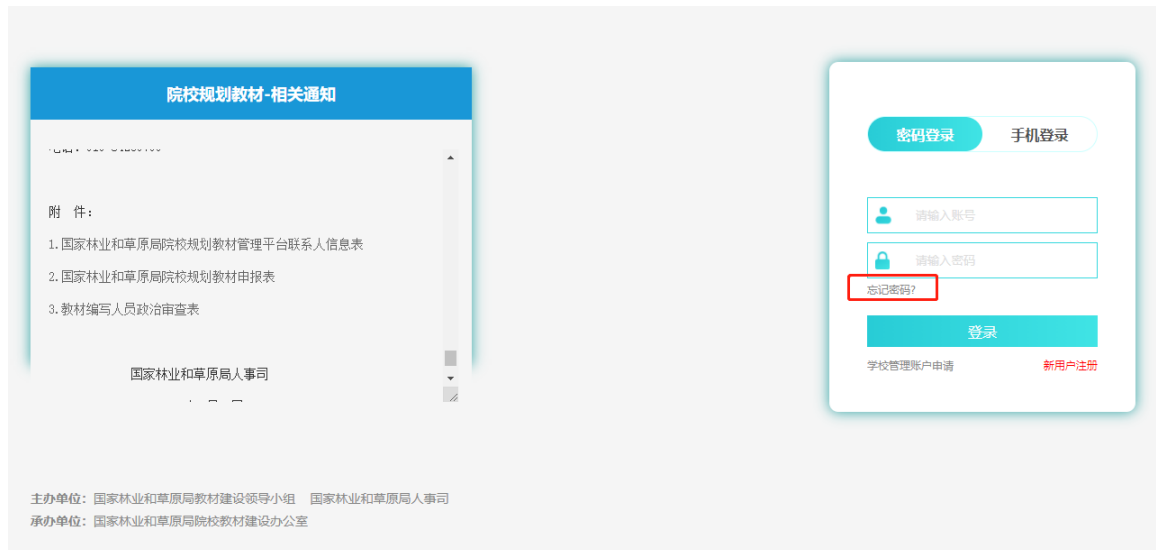 院校规划教材-相关通知
附 件：
1.国家林业和草原局院校规划教材管理平台联系人信息表
2.国家林业和草原局院校规划教材申报表
3.教材编写人员政治审查表
国家林业和草原局人事司
密码登录 手机登录
请输入账号
请输入密码
忘记密码?
登录
学校管理账户申请 新用户注册
主办单位：国家林业和草原局教材建设领导小组 国家林业和草原局人事司
承办单位：国家林业和草原局院校教材建设办公室